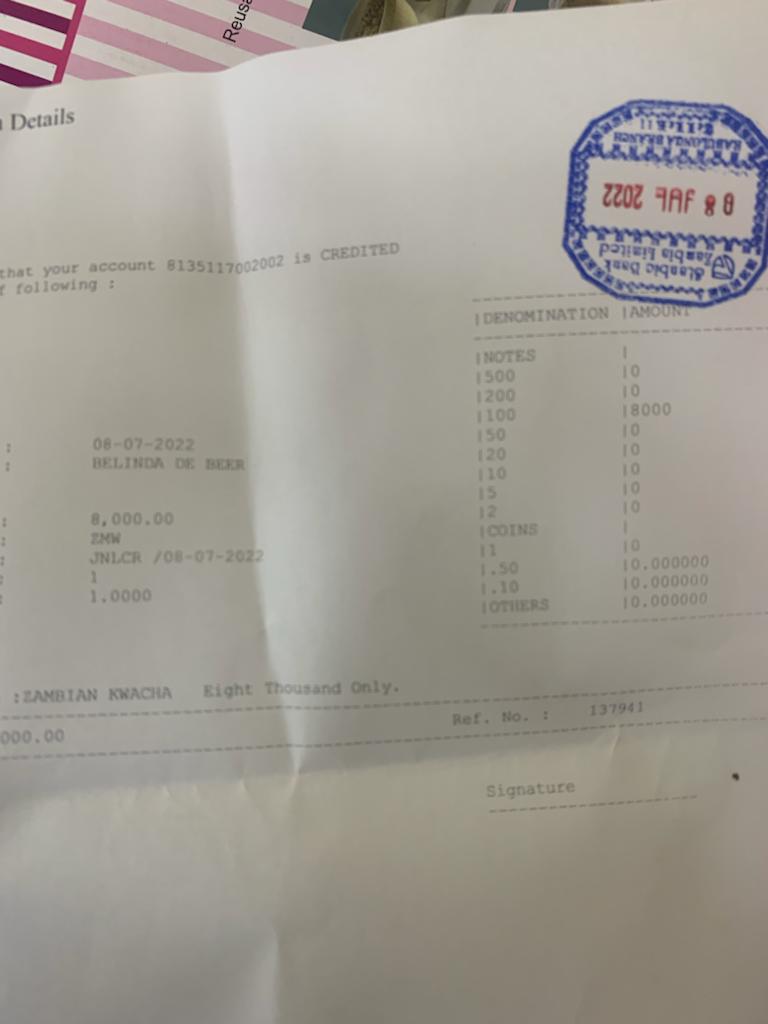 Reusa
n Details
that your account 8135117002002 is CREDITED
f following :
Stanbic Bank
Zambia Limited
08 2022
KABULONGA BRANCH
|DENOMINATION |AMOUNT
|NOTES |
|500 |0
|200 |0
|100 |8000
|50 |0
|20 |0
|10 |0
|5 |0
|2 |0
|COINS |
|1 |0
|.50 |0.000000
|.10 |0.000000
|OTHERS |0.000000
: 08-07-2022
: BELINDA DE BEER
: 8,000.00
: ZMW
: JNLCR /08-07-2022
: 1
: 1.0000
:ZAMBIAN KWACHA Eight Thousand Only.
000.00
Ref. No. : 137941
Signature